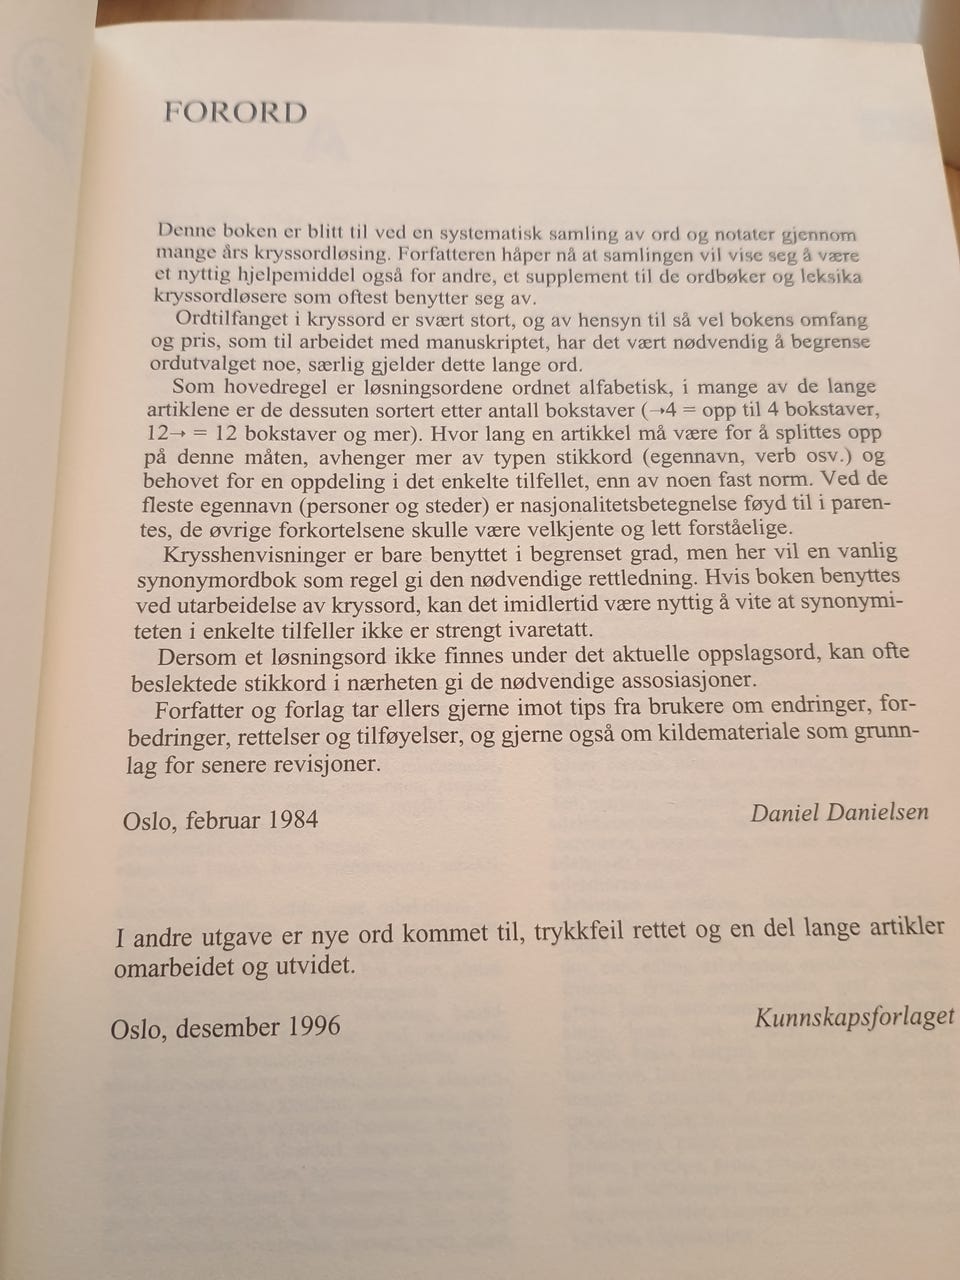 FORORD
Denne boken er blitt til ved en systematisk samling av ord og notater gjennom
mange års kryssordløsing. Forfatteren håper nå at samlingen vil vise seg å være
et nyttig hjelpemiddel også for andre, et supplement til de ordbøker og leksika
kryssordløsere som oftest benytter seg av.
Ordtilfanget i kryssord er svært stort, og av hensyn til så vel bokens omfang
og pris, som til arbeidet med manuskriptet, har det vært nødvendig å begrense
ordutvalget noe, særlig gjelder dette lange ord.
Som hovedregel er løsningsordene ordnet alfabetisk, i mange av de lange
artiklene er de dessuten sortert etter antall bokstaver (→4 = opp til 4 bokstaver,
12→ = 12 bokstaver og mer). Hvor lang en artikkel må være for å splittes opp
på denne måten, avhenger mer av typen stikkord (egennavn, verb osv.) og
behovet for en oppdeling i det enkelte tilfellet, enn av noen fast norm. Ved de
fleste egennavn (personer og steder) er nasjonalitetsbetegnelse føyd til i paren-
tes, de øvrige forkortelsene skulle være velkjente og lett forståelige.
Krysshenvisninger er bare benyttet i begrenset grad, men her vil en vanlig
synonymordbok som regel gi den nødvendige rettledning. Hvis boken benyttes
ved utarbeidelse av kryssord, kan det imidlertid være nyttig å vite at synonymi-
teten i enkelte tilfeller ikke er strengt ivaretatt.
Dersom et løsningsord ikke finnes under det aktuelle oppslagsord, kan ofte
beslektede stikkord i nærheten gi de nødvendige assosiasjoner.
Forfatter og forlag tar ellers gjerne imot tips fra brukere om endringer, for-
bedringer, rettelser og tilføyelser, og gjerne også om kildemateriale som grunn-
lag for senere revisjoner.
Oslo, februar 1984 Daniel Danielsen
I andre utgave er nye ord kommet til, trykkfeil rettet og en del lange artikler
omarbeidet og utvidet.
Oslo, desember 1996 Kunnskapsforlaget